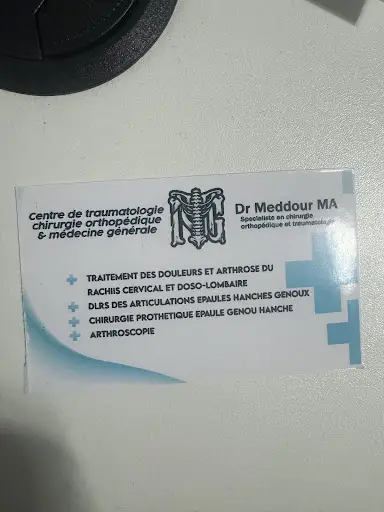 Centre de traumatologie
chirurgie orthopédique
& médecine générale
Dr Meddour MA
Specialiste en chirurgie
orthopédique et traumatologie
TRAITEMENT DES DOULEURS ET ARTHROSE DU
RACHIIS CERVICAL ET DOSO-LOMBAIRE
DLRS DES ARTICULATIONS EPAULES HANCHES GENOUX
CHIRURGIE PROTHETIQUE EPAULE GENOU HANCHE
ARTHROSCOPIE